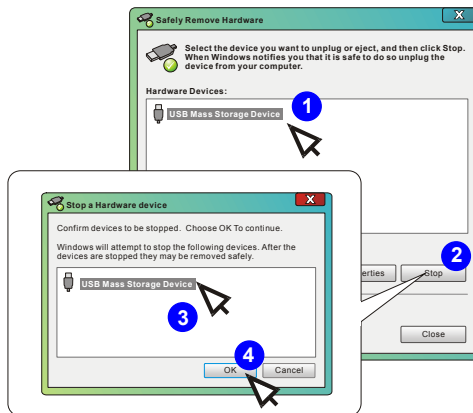 Safely Remove Hardware
X
Select the device you want to unplug or eject, and then click Stop.
When Windows notifies you that it is safe to do so unplug the
device from your computer.
Hardware Devices:
USB Mass Storage Device
1
2
Stop
Close
Stop a Hardware device
X
Confirm devices to be stopped. Choose OK To continue.
Windows will attempt to stop the following devices. After the
devices are stopped they may be removed safely.
USB Mass Storage Device
3
4
OK
Cancel